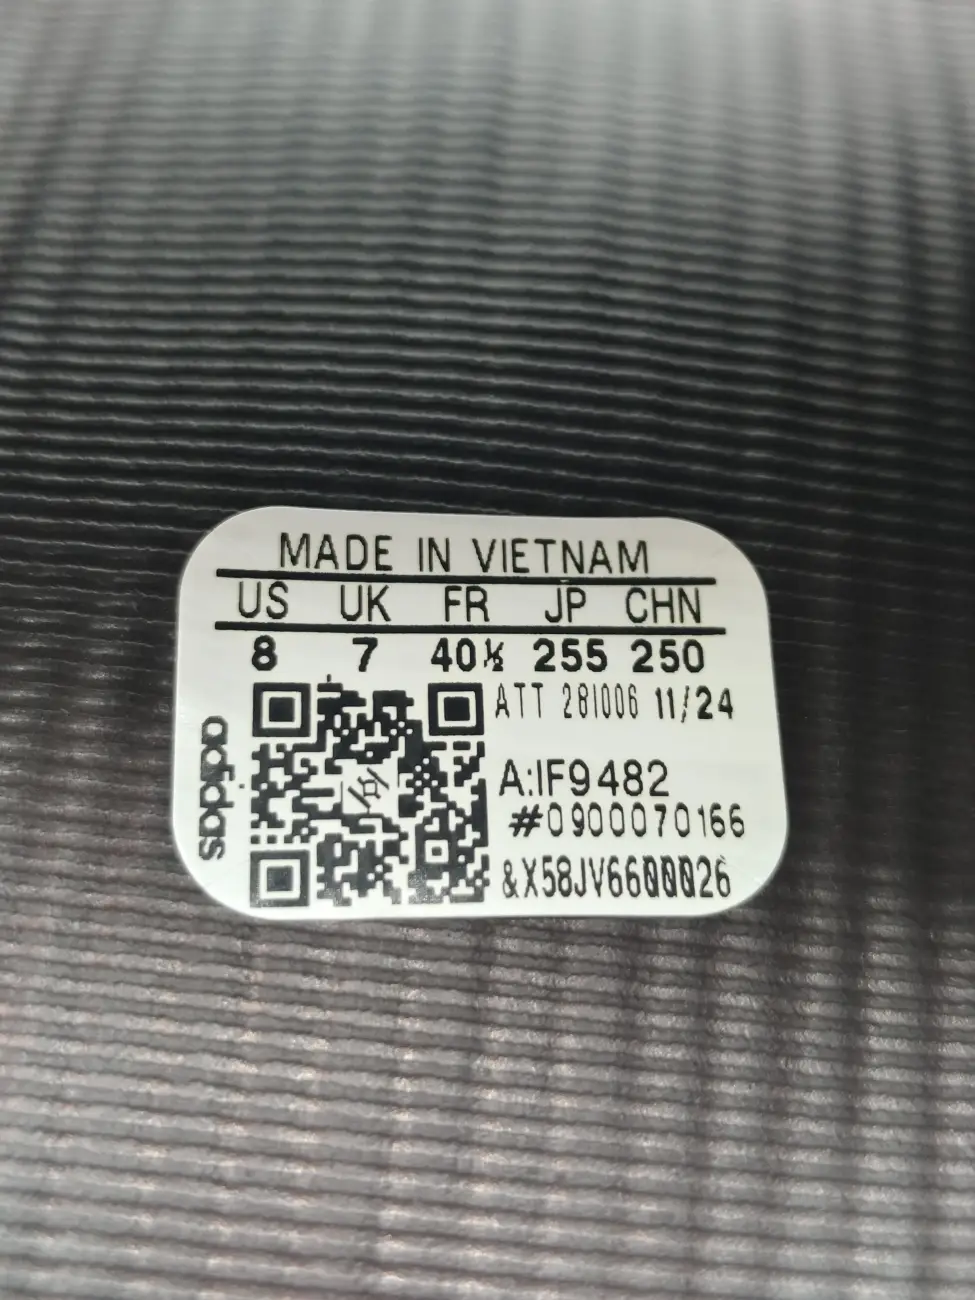 MADE IN VIETNAM
US UK FR JP CHN
8 7 40½ 255 250
ATT 281006 11/24
A:IF9482
#0900070166
&X58JV6600026
adidas